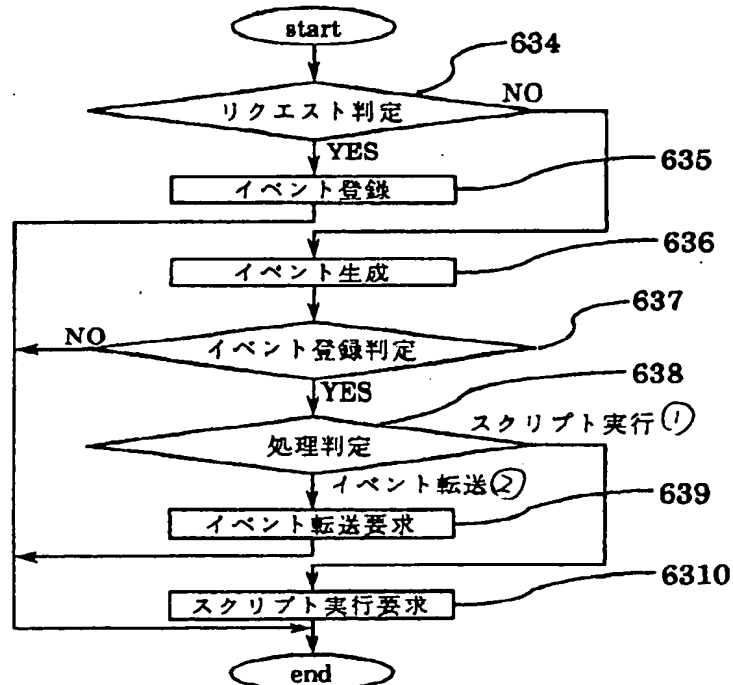 start
634
リクエスト判定
NO
YES
635
イベント登録
636
イベント生成
637
NO
イベント登録判定
YES
638
スクリプト実行①
処理判定
イベント転送②
639
イベント転送要求
6310
スクリプト実行要求
end